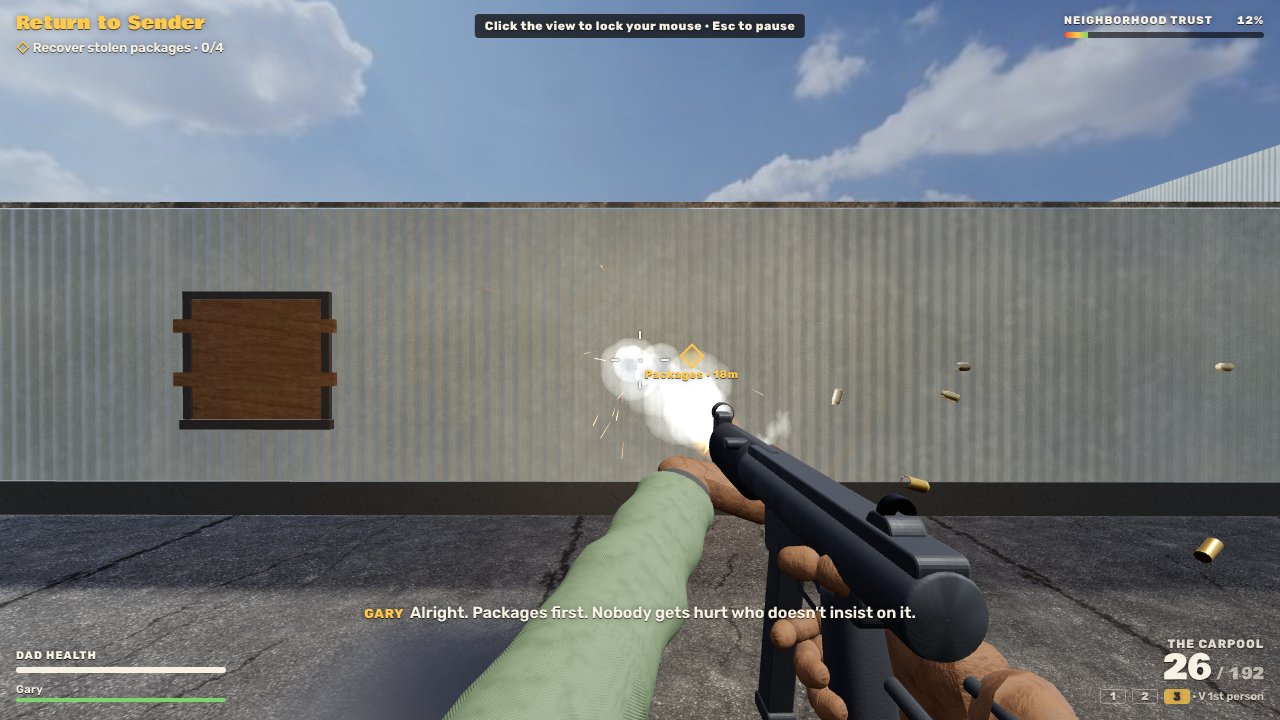 Return to Sender
Recover stolen packages · 0/4
Click the view to lock your mouse · Esc to pause
NEIGHBORHOOD TRUST 12%
Packages · 18m
GARY Alright. Packages first. Nobody gets hurt who doesn't insist on it.
DAD HEALTH
Gary
THE CARPOOL
26 / 192
1 2 3 · V 1st person